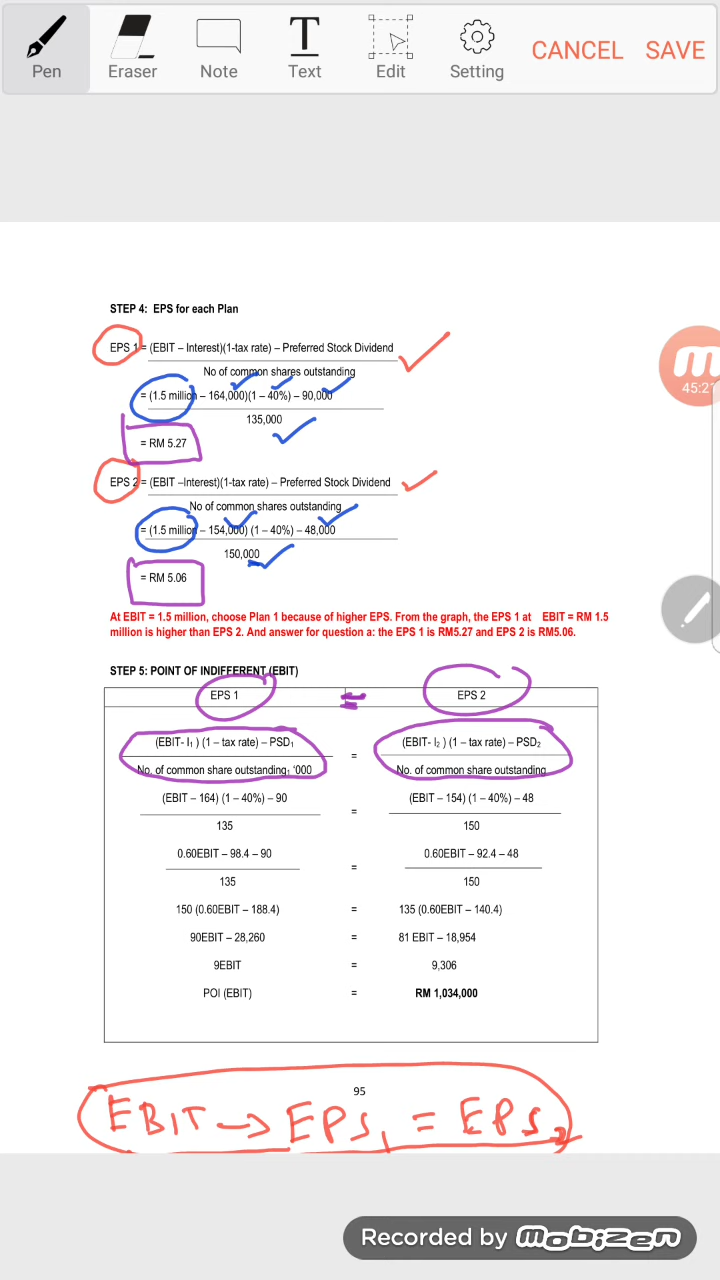 Pen Eraser Note Text Edit Setting CANCEL SAVE
45:21
STEP 4: EPS for each Plan
EPS 1 = (EBIT – Interest)(1-tax rate) – Preferred Stock Dividend
No of common shares outstanding
= (1.5 million – 164,000)(1 – 40%) – 90,000
135,000
= RM 5.27
EPS 2 = (EBIT –Interest)(1-tax rate) – Preferred Stock Dividend
No of common shares outstanding
= (1.5 million – 154,000) (1 – 40%) – 48,000
150,000
= RM 5.06
At EBIT = 1.5 million, choose Plan 1 because of higher EPS. From the graph, the EPS 1 at EBIT = RM 1.5
million is higher than EPS 2. And answer for question a: the EPS 1 is RM5.27 and EPS 2 is RM5.06.
STEP 5: POINT OF INDIFFERENT (EBIT)
EPS 1 = EPS 2
(EBIT- I₁ ) (1 – tax rate) – PSD₁ = (EBIT- I₂ ) (1 – tax rate) – PSD₂
No. of common share outstanding₁ '000 No. of common share outstanding
(EBIT – 164) (1 – 40%) – 90 = (EBIT – 154) (1 – 40%) – 48
135 150
0.60EBIT – 98.4 – 90 = 0.60EBIT – 92.4 – 48
135 150
150 (0.60EBIT – 188.4) = 135 (0.60EBIT – 140.4)
90EBIT – 28,260 = 81 EBIT – 18,954
9EBIT = 9,306
POI (EBIT) = RM 1,034,000
95
EBIT → EPS₁ = EPS₂
Recorded by mobizen